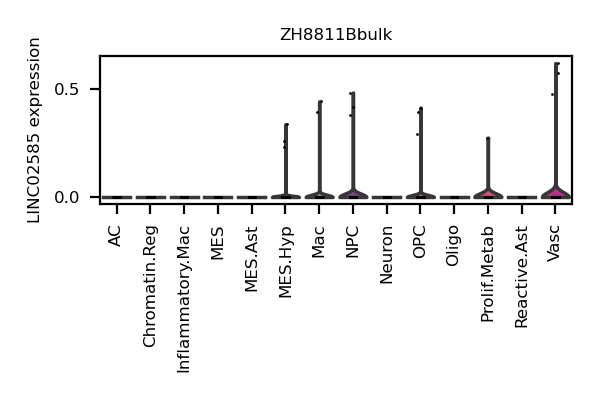 ZH8811Bbulk
LINC02585 expression
0.5
0.0
AC
Chromatin.Reg
Inflammatory.Mac
MES
MES.Ast
MES.Hyp
Mac
NPC
Neuron
OPC
Oligo
Prolif.Metab
Reactive.Ast
Vasc